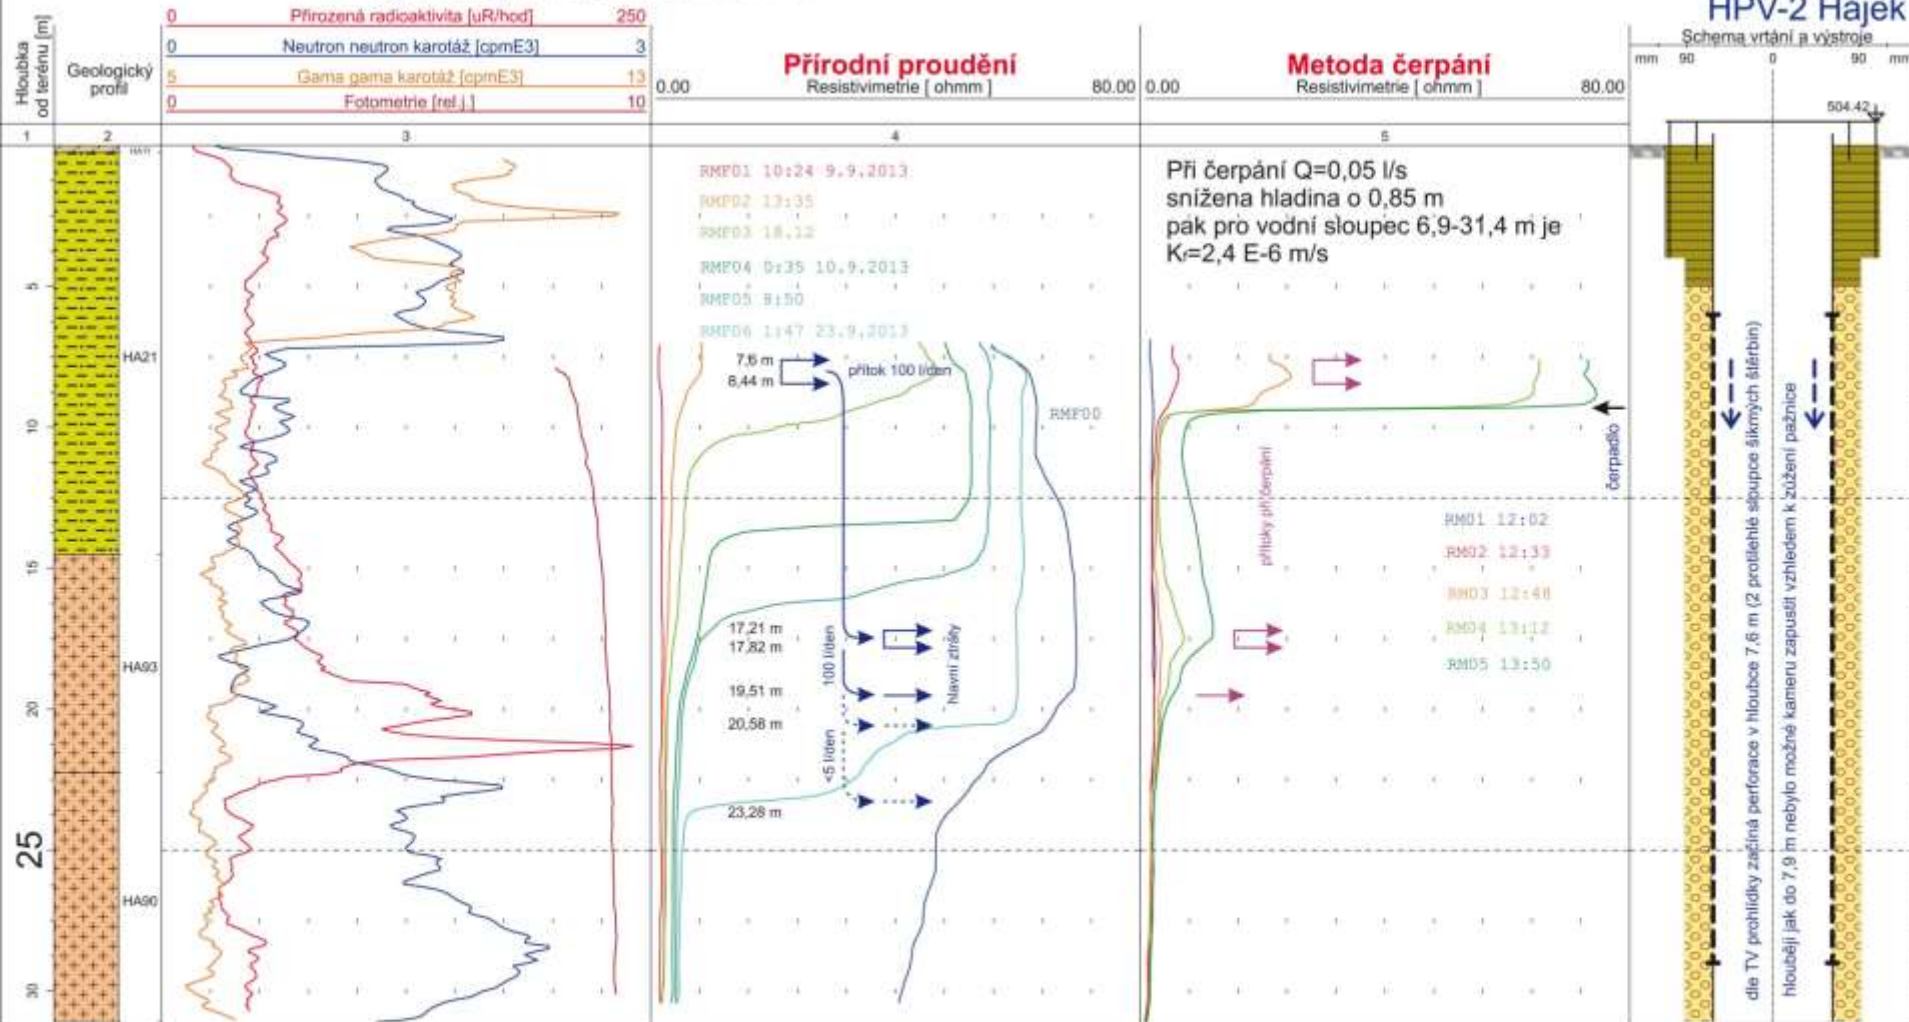 HPV-2 Hájek
Schema vrtání a výstroje
mm 90 0 90 mm
504.42
Hloubka
od terénu [m]
Geologický
profil
0 Přirozená radioaktivita [uR/hod] 250
0 Neutron neutron karotáž [cpmE3] 3
5 Gama gama karotáž [cpmE3] 13
0 Fotometrie [rel.j.] 10
Přírodní proudění
0.00 Resistivimetrie [ ohmm ] 80.00
Metoda čerpání
0.00 Resistivimetrie [ ohmm ] 80.00
1 2 3 4 5
5
10
15
20
25
30
HA21
HA93
HA90
RMF01 10:24 9.9.2013
RMF02 13:35
RMF03 18.12
RMF04 0:35 10.9.2013
RMF05 9:50
RMF06 1:47 23.9.2013
7,6 m
8,44 m
přítok 100 l/den
RMF00
17,21 m
17,82 m
19,51 m
20,58 m
23,28 m
100 l/den
<5 l/den
hlavní ztráty
Při čerpání Q=0,05 l/s
snížena hladina o 0,85 m
pak pro vodní sloupec 6,9-31,4 m je
Kf=2,4 E-6 m/s
čerpadlo
přítoky při čerpání
RM01 12:02
RM02 12:33
RM03 12:48
RM04 13:12
RM05 13:50
dle TV prohlídky začíná perforace v hloubce 7,6 m (2 protilehlé sloupce šikmých štěrbin)
hlouběji jak do 7,9 m nebylo možné kameru zapustit vzhledem k zúžení pažnice